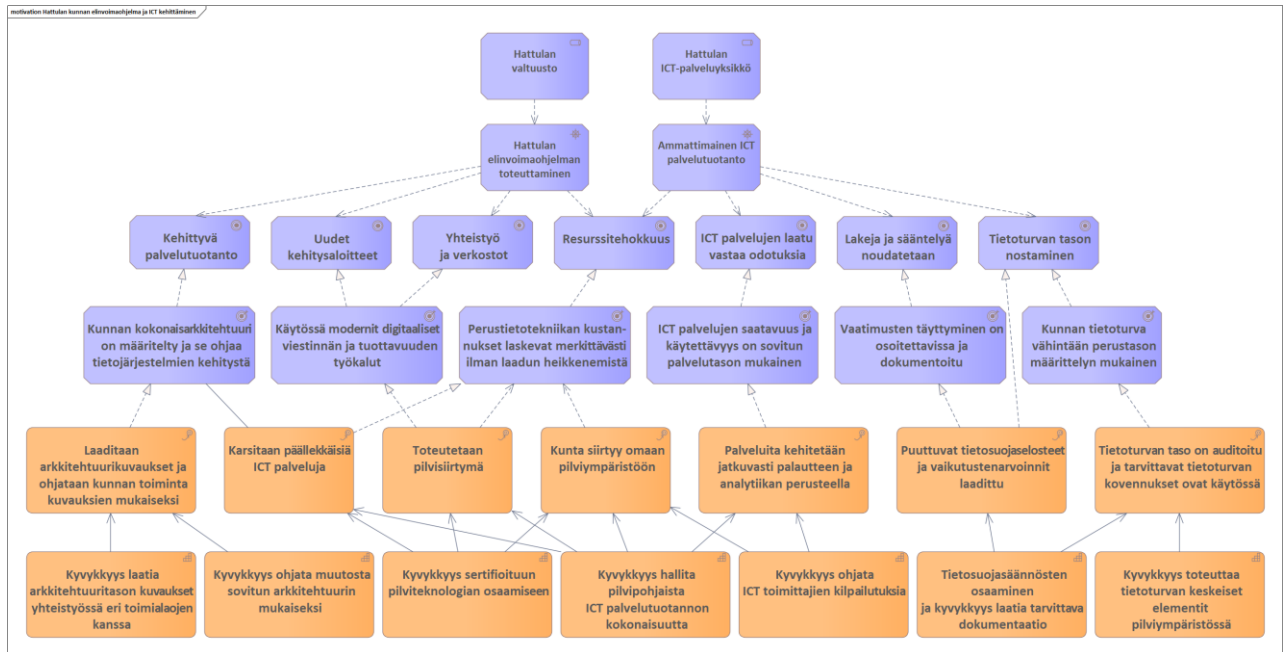 motivation Hattulan kunnan elinvoimaohjelma ja ICT kehittäminen
Hattulan
valtuusto
Hattulan
ICT-palveluyksikkö
Hattulan
elinvoimaohjelman
toteuttaminen
Ammattimainen ICT
palvelutuotanto
Kehittyvä
palvelutuotanto
Uudet
kehitysaloitteet
Yhteistyö
ja verkostot
Resurssitehokkuus
ICT palvelujen laatu
vastaa odotuksia
Lakeja ja sääntelyä
noudatetaan
Tietoturvan tason
nostaminen
Kunnan kokonaisarkkitehtuuri
on määritelty ja se ohjaa
tietojärjestelmien kehitystä
Käytössä modernit digitaaliset
viestinnän ja tuottavuuden
työkalut
Perustietotekniikan kustan-
nukset laskevat merkittävästi
ilman laadun heikkenemistä
ICT palvelujen saatavuus ja
käytettävyys on sovitun
palvelutason mukainen
Vaatimusten täyttyminen on
osoitettavissa ja
dokumentoitu
Kunnan tietoturva
vähintään perustason
määrittelyn mukainen
Laaditaan
arkkitehtuurikuvaukset ja
ohjataan kunnan toiminta
kuvauksien mukaiseksi
Karsitaan päällekkäisiä
ICT palveluja
Toteutetaan
pilvisiirtymä
Kunta siirtyy omaan
pilviympäristöön
Palveluita kehitetään
jatkuvasti palautteen ja
analytiikan perusteella
Puuttuvat tietosuojaselosteet
ja vaikutustenarvoinnit
laadittu
Tietoturvan taso on auditoitu
ja tarvittavat tietoturvan
kovennukset ovat käytössä
Kyvykkyys laatia
arkkitehtuuritason kuvaukset
yhteistyössä eri toimialaojen
kanssa
Kyvykkyys ohjata muutosta
sovitun arkkitehtuurin
mukaiseksi
Kyvykkyys sertifioituun
pilviteknologian osaamiseen
Kyvykkyys hallita
pilvipohjaista
ICT palvelutuotannon
kokonaisuutta
Kyvykkyys ohjata
ICT toimittajien kilpailutuksia
Tietosuojasäännösten
osaaminen
ja kyvykkyys laatia tarvittava
dokumentaatio
Kyvykkyys toteuttaa
tietoturvan keskeiset
elementit
pilviympäristössä